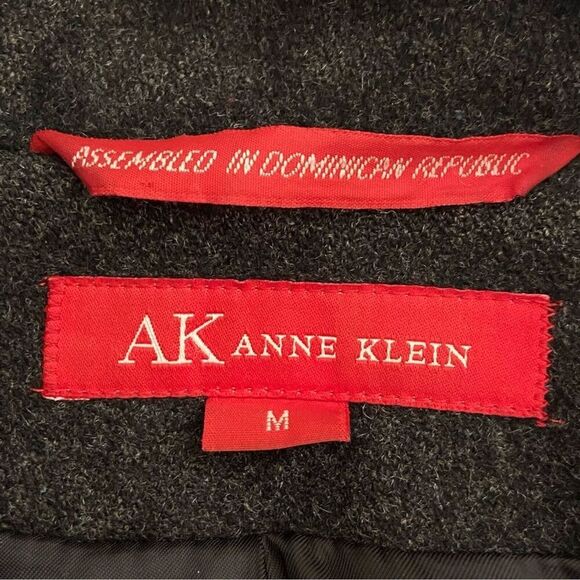 ASSEMBLED IN DOMINICAN REPUBLIC
AK ANNE KLEIN
M